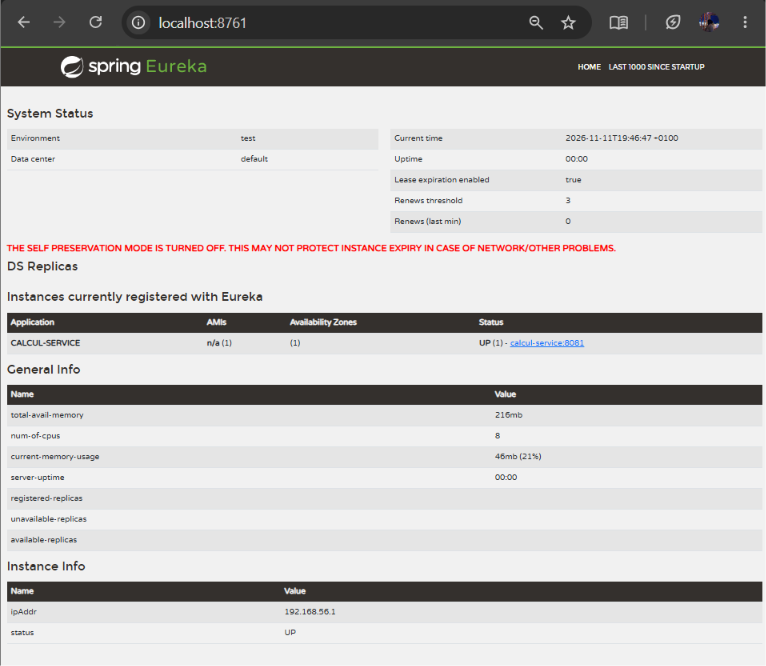 localhost:8761
spring Eureka
HOME LAST 1000 SINCE STARTUP
System Status
Environment test
Data center default
Current time 2026-11-11T19:46:47 +0100
Uptime 00:00
Lease expiration enabled true
Renews threshold 3
Renews (last min) 0
THE SELF PRESERVATION MODE IS TURNED OFF. THIS MAY NOT PROTECT INSTANCE EXPIRY IN CASE OF NETWORK/OTHER PROBLEMS.
DS Replicas
Instances currently registered with Eureka
Application AMIs Availability Zones Status
CALCUL-SERVICE n/a (1) (1) UP (1) - calcul-service:8081
General Info
Name Value
total-avail-memory 216mb
num-of-cpus 8
current-memory-usage 46mb (21%)
server-uptime 00:00
registered-replicas
unavailable-replicas
available-replicas
Instance Info
Name Value
ipAddr 192.168.56.1
status UP